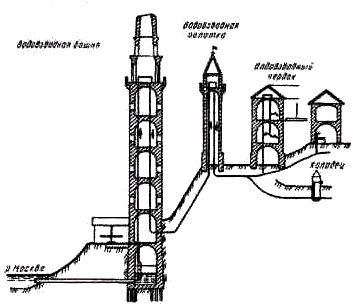 Водовзводная башня
Водовзводная
палатка
Водовзводный
чердак
Колодец
р. Москва